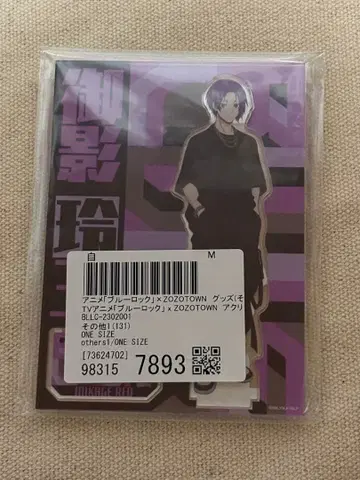 御影
玲
自 M
アニメ「ブルーロック」×ZOZOTOWN グッズ(そ
TVアニメ「ブルーロック」x ZOZOTOWN アクリ
BLLC-2302001
その他1(I31)
ONE SIZE
others1/ONE SIZE
[73624702]
98315 7893
MIKAGE REO